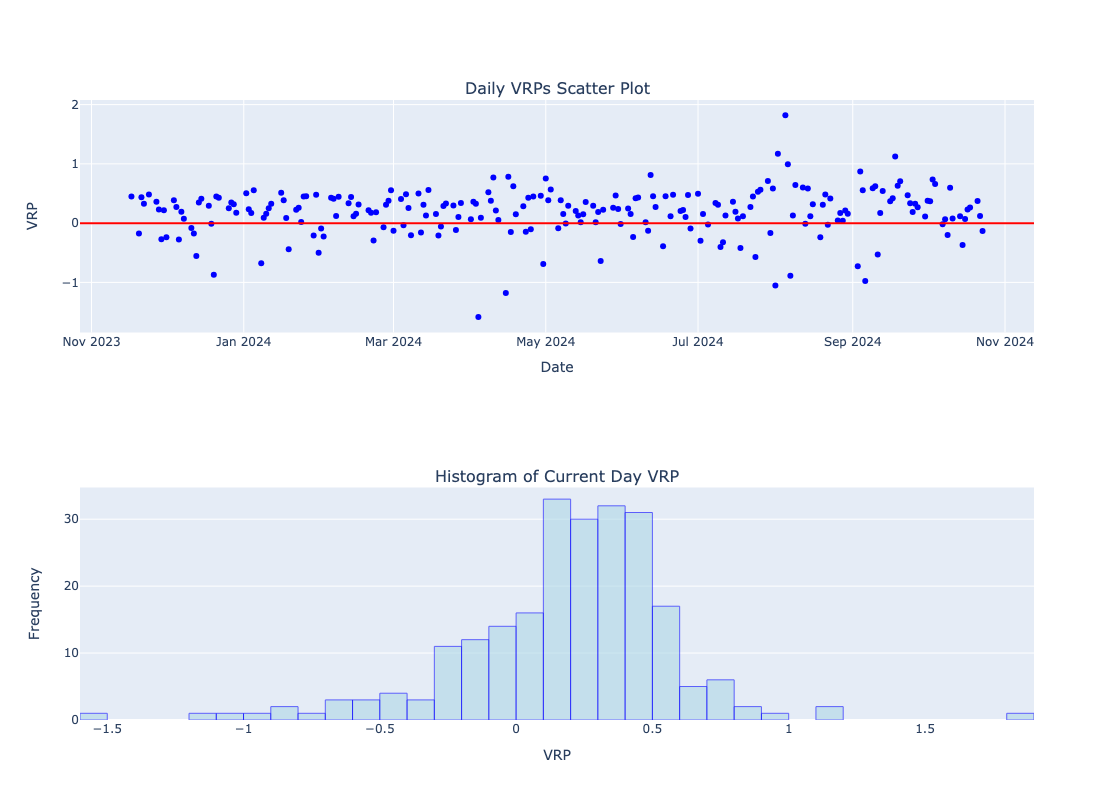 Daily VRPs Scatter Plot
2
1
0
−1
VRP
Nov 2023 Jan 2024 Mar 2024 May 2024 Jul 2024 Sep 2024 Nov 2024
Date
Histogram of Current Day VRP
30
20
10
0
Frequency
−1.5 −1 −0.5 0 0.5 1 1.5
VRP